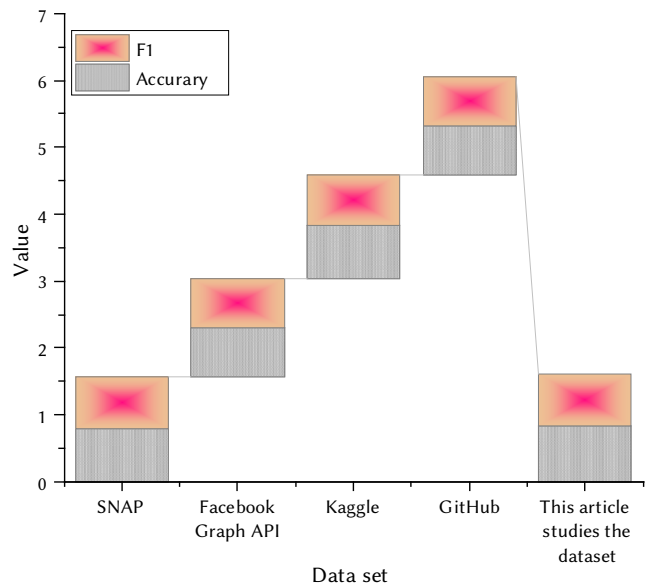 7
6
5
4
3
2
1
0
Value
F1
Accurary
SNAP
Facebook
Graph API
Kaggle
GitHub
This article
studies the
dataset
Data set